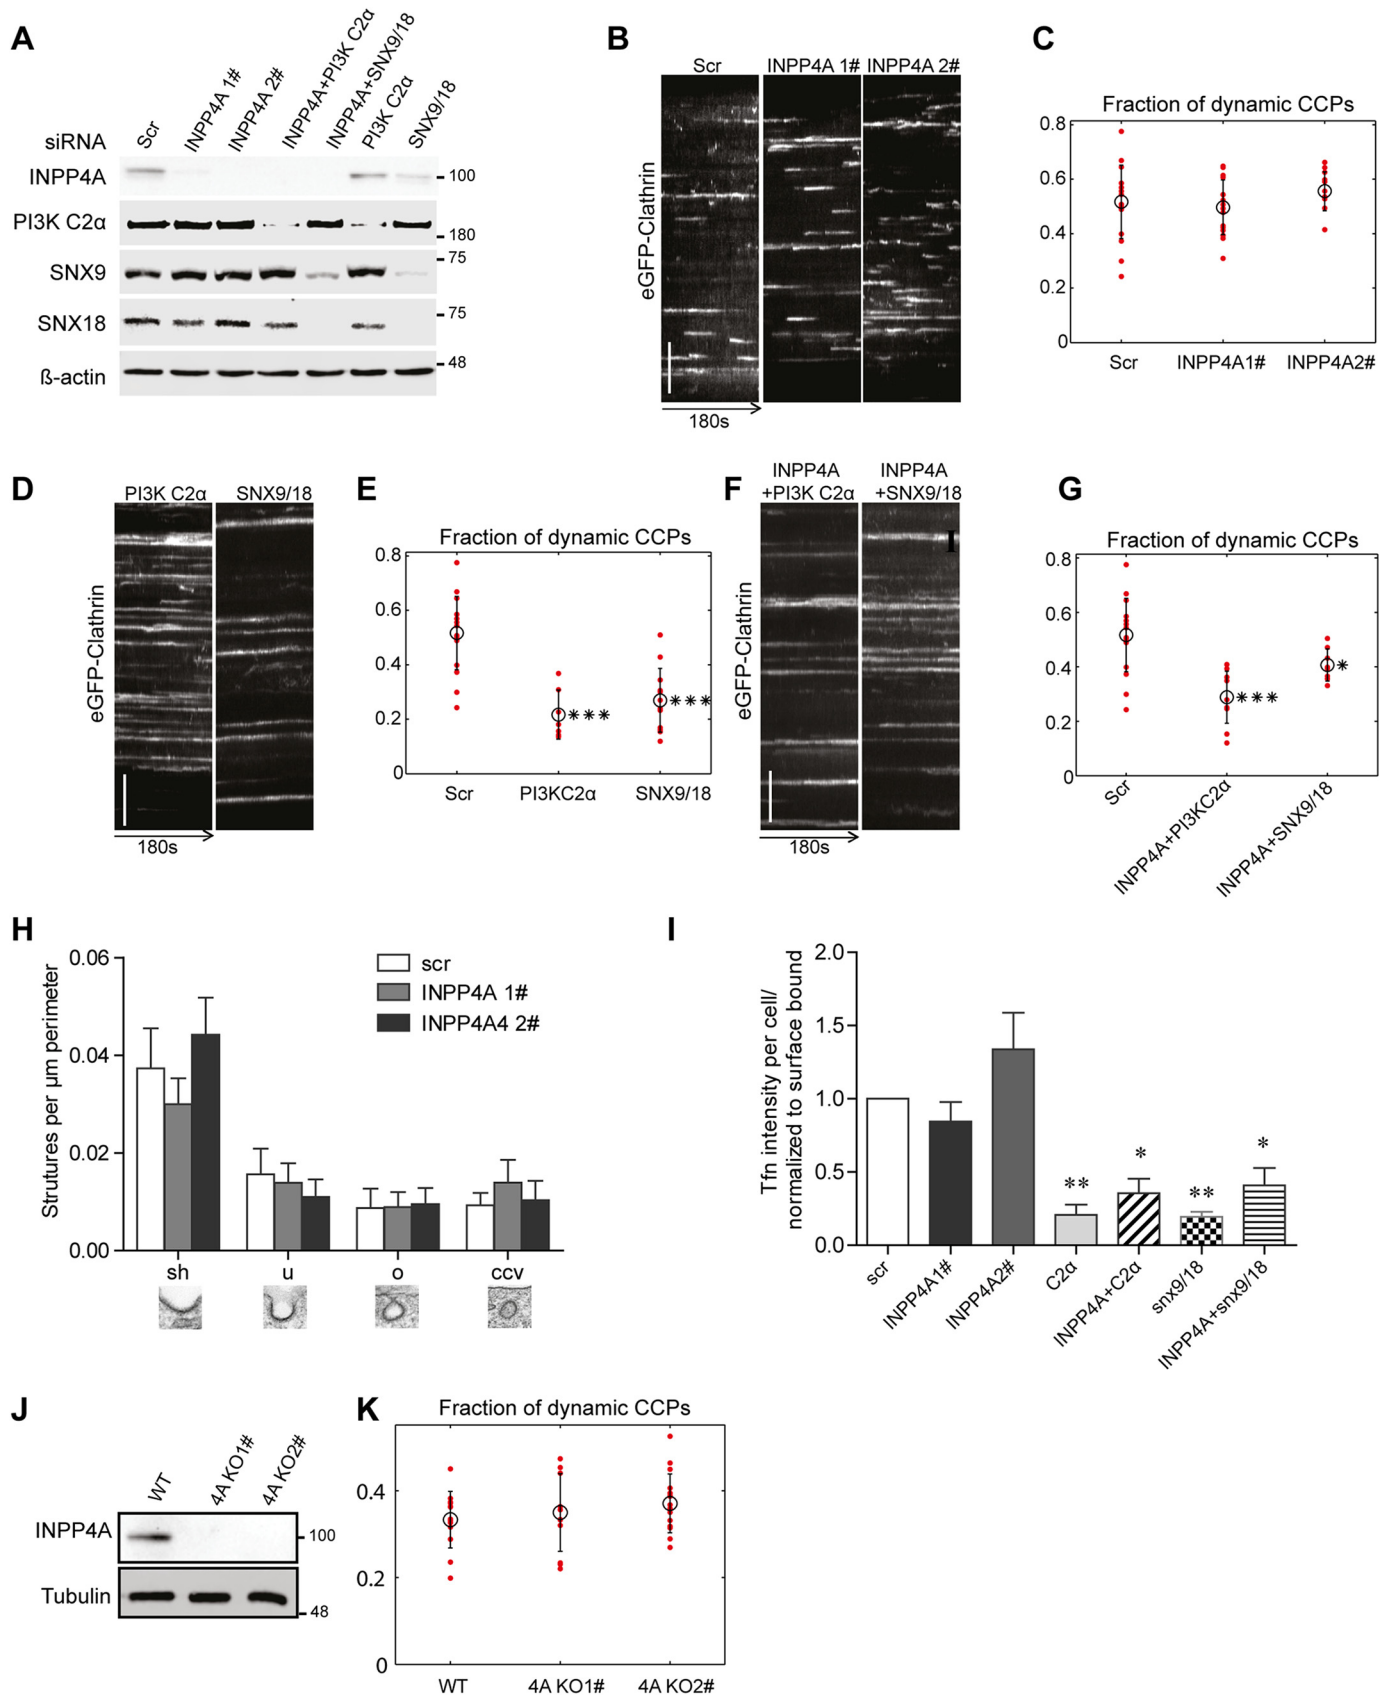 A
siRNA
Scr
INPP4A 1#
INPP4A 2#
INPP4A+PI3K C2α
INPP4A+SNX9/18
PI3K C2α
SNX9/18
INPP4A
100
PI3K C2α
180
SNX9
75
SNX18
75
ß-actin
48
B
Scr
INPP4A 1#
INPP4A 2#
eGFP-Clathrin
180s
C
Fraction of dynamic CCPs
0.8
0.6
0.4
0.2
0
Scr
INPP4A1#
INPP4A2#
D
PI3K C2α
SNX9/18
eGFP-Clathrin
180s
E
Fraction of dynamic CCPs
0.8
0.6
0.4
0.2
0
***
***
Scr
PI3KC2α
SNX9/18
F
INPP4A
+PI3K C2α
INPP4A
+SNX9/18
I
eGFP-Clathrin
180s
G
Fraction of dynamic CCPs
0.8
0.6
0.4
0.2
0
***
*
Scr
INPP4A+PI3KC2α
INPP4A+SNX9/18
H
Strutures per µm perimeter
0.06
0.04
0.02
0.00
scr
INPP4A 1#
INPP4A4 2#
sh
u
o
ccv
I
Tfn intensity per cell/
normalized to surface bound
2.0
1.5
1.0
0.5
0.0
**
*
**
*
scr
INPP4A1#
INPP4A2#
C2α
INPP4A+C2α
snx9/18
INPP4A+snx9/18
J
WT
4A KO1#
4A KO2#
INPP4A
100
Tubulin
48
K
Fraction of dynamic CCPs
0.4
0.2
0
WT
4A KO1#
4A KO2#